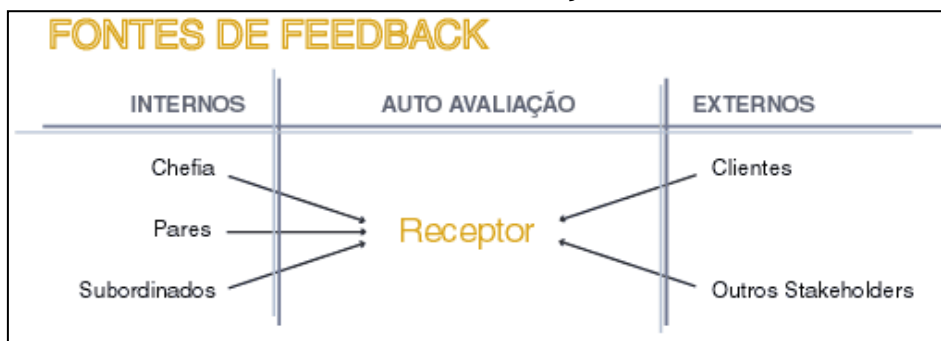 FONTES DE FEEDBACK
INTERNOS AUTO AVALIAÇÃO EXTERNOS
Chefia Clientes
Pares Receptor
Subordinados Outros Stakeholders